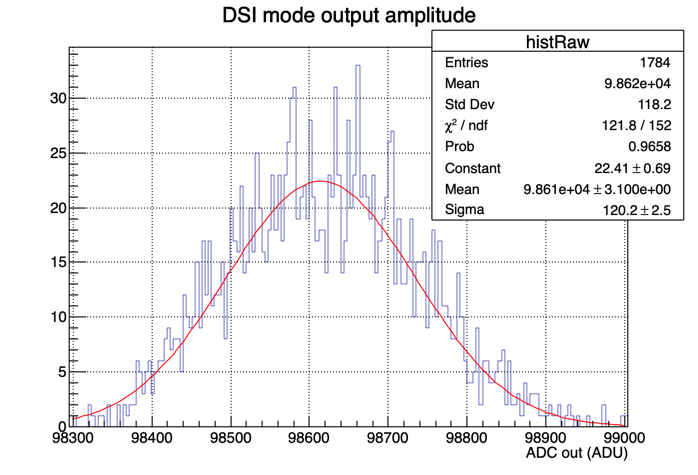 DSI mode output amplitude
histRaw
Entries 1784
Mean 9.862e+04
Std Dev 118.2
χ² / ndf 121.8 / 152
Prob 0.9658
Constant 22.41 ± 0.69
Mean 9.861e+04 ± 3.100e+00
Sigma 120.2 ± 2.5
30
25
20
15
10
5
0
98300 98400 98500 98600 98700 98800 98900 99000
ADC out (ADU)